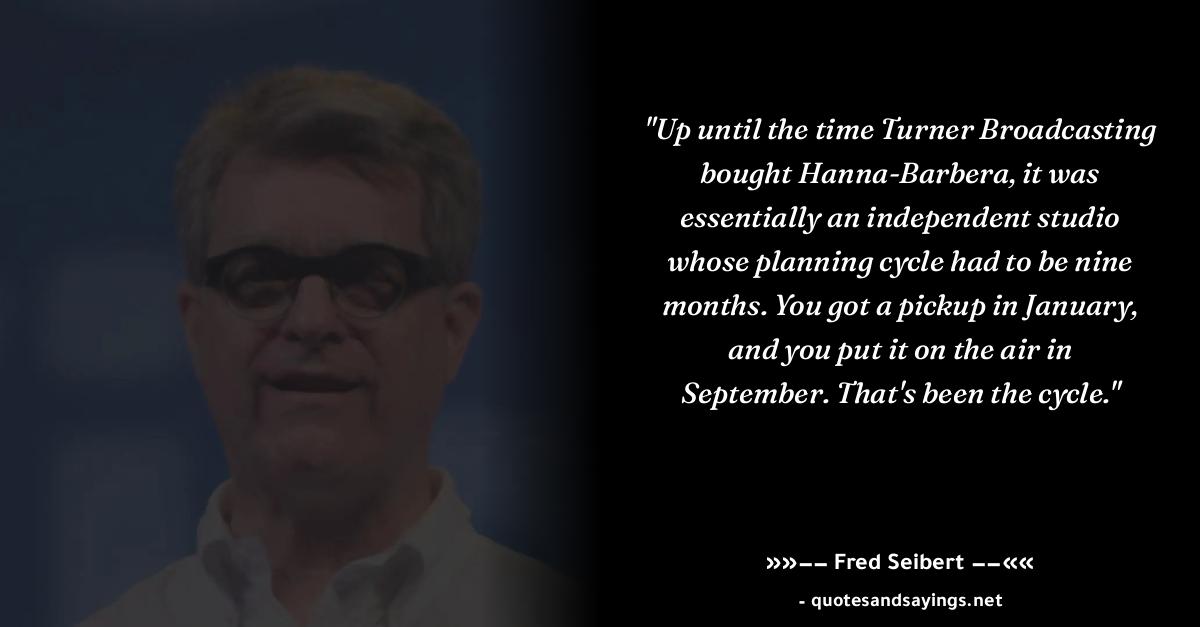 "Up until the time Turner Broadcasting
bought Hanna-Barbera, it was
essentially an independent studio
whose planning cycle had to be nine
months. You got a pickup in January,
and you put it on the air in
September. That's been the cycle."
»»−− Fred Seibert −−««
- quotesandsayings.net